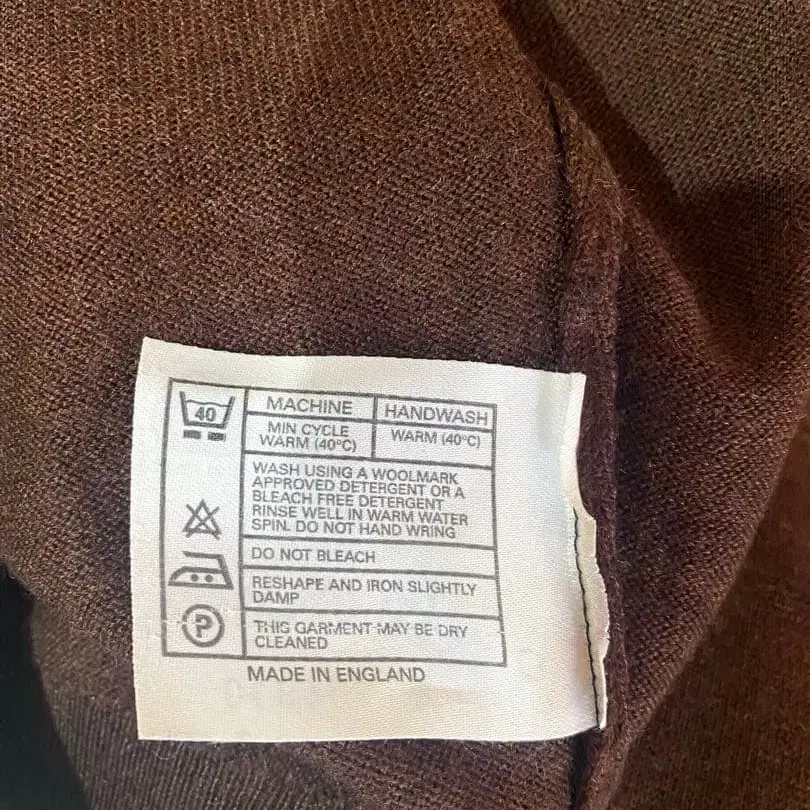 40
MACHINE
HANDWASH
MIN CYCLE
WARM (40°C)
WARM (40°C)
WASH USING A WOOLMARK
APPROVED DETERGENT OR A
BLEACH FREE DETERGENT
RINSE WELL IN WARM WATER
SPIN. DO NOT HAND WRING
DO NOT BLEACH
RESHAPE AND IRON SLIGHTLY
DAMP
P
THIS GARMENT MAY BE DRY
CLEANED
MADE IN ENGLAND